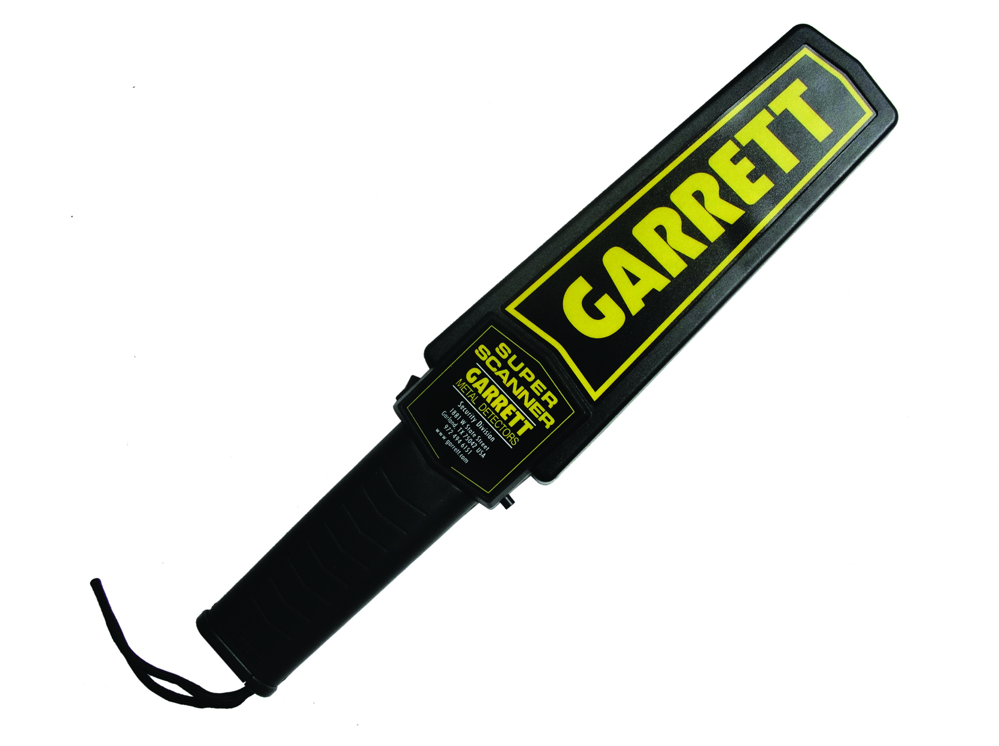 GARRETT
SUPER
SCANNER
GARRETT
METAL DETECTORS
Security Division
1881 W State Street
Garland, TX 75042 USA
972 494 6151
www garrett.com